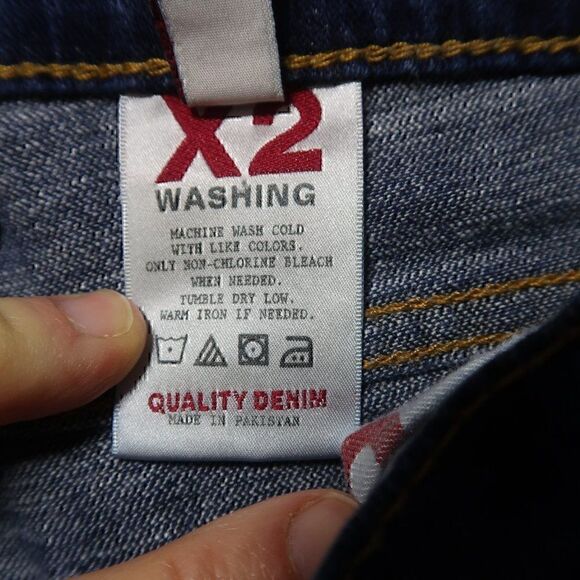 X2
WASHING
MACHINE WASH COLD
WITH LIKE COLORS.
ONLY NON-CHLORINE BLEACH
WHEN NEEDED.
TUMBLE DRY LOW.
WARM IRON IF NEEDED.
QUALITY DENIM
MADE IN PAKISTAN